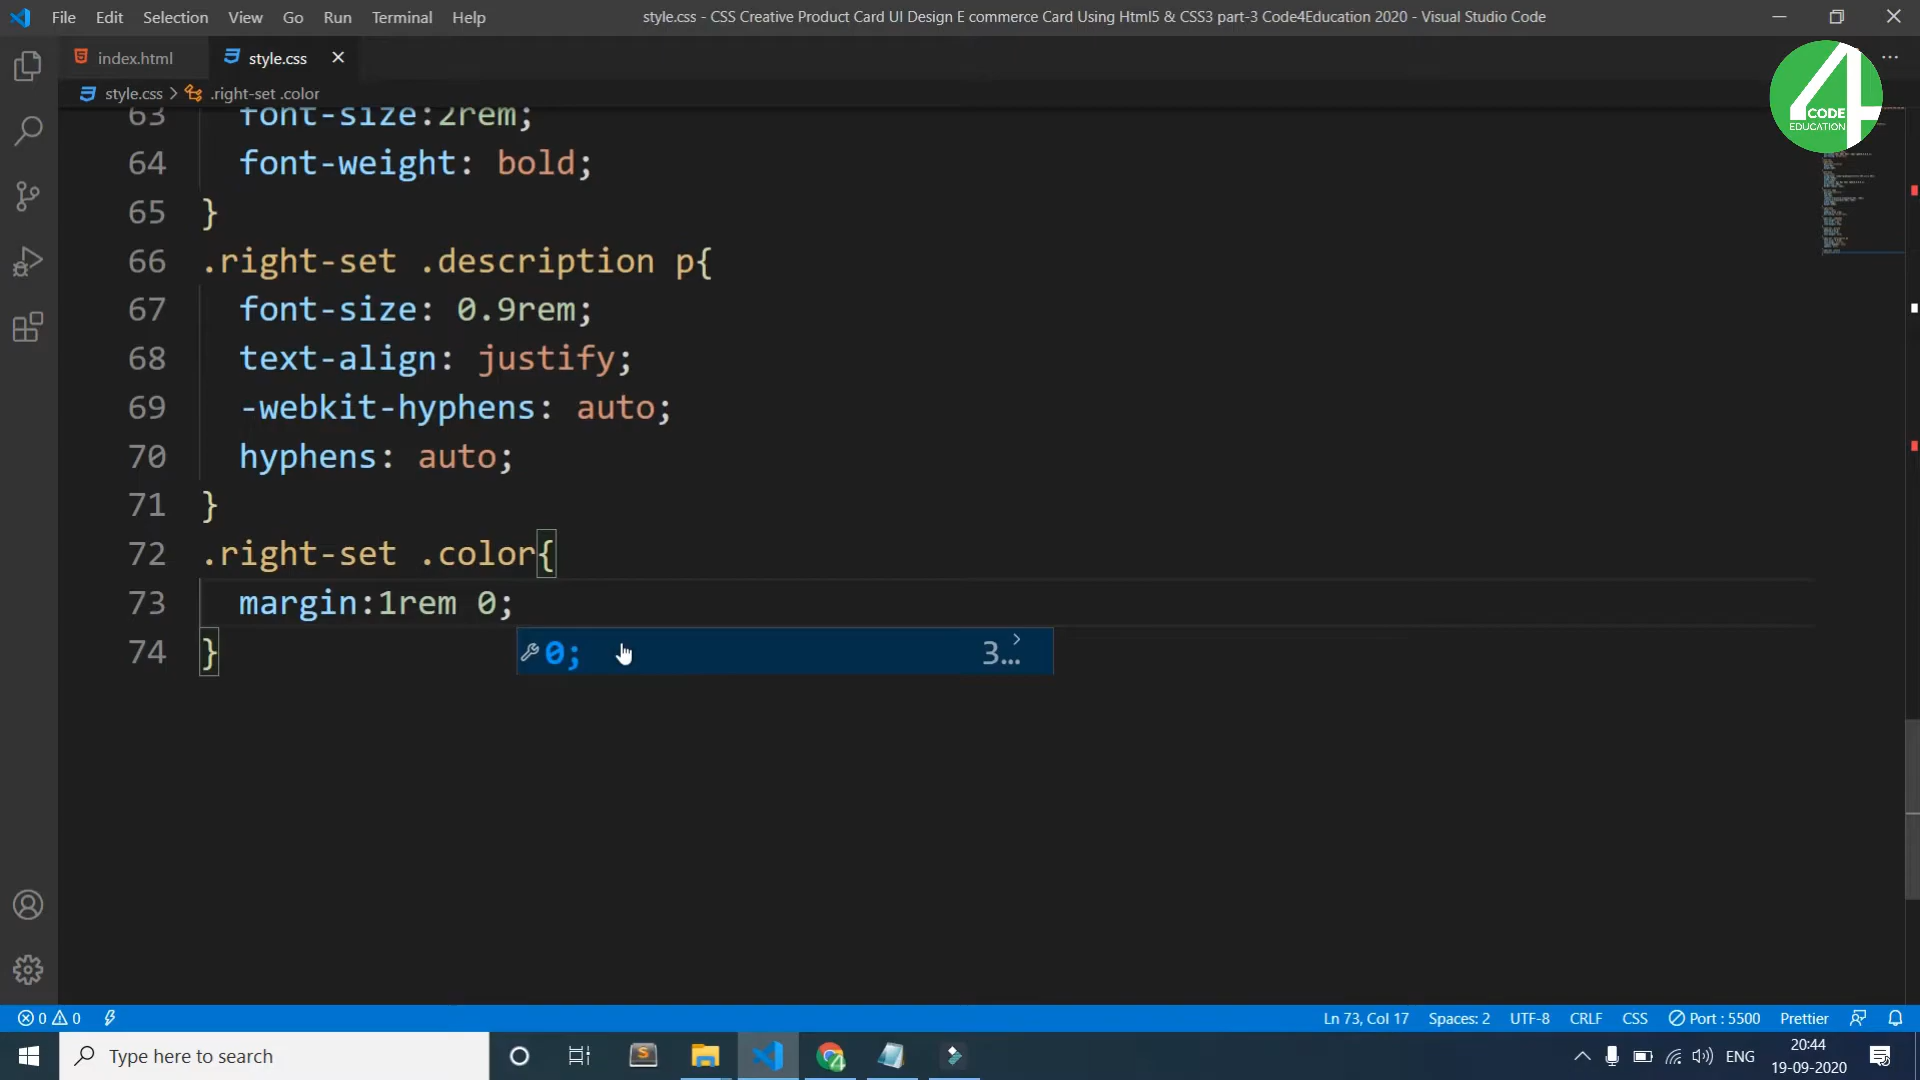 File Edit Selection View Go Run Terminal Help
style.css - CSS Creative Product Card UI Design E commerce Card Using Html5 & CSS3 part-3 Code4Education 2020 - Visual Studio Code
index.html
style.css
style.css > .right-set .color
4 CODE
EDUCATION
63 font-size:2rem;
64 font-weight: bold;
65 }
66 .right-set .description p{
67 font-size: 0.9rem;
68 text-align: justify;
69 -webkit-hyphens: auto;
70 hyphens: auto;
71 }
72 .right-set .color{
73 margin:1rem 0;
74 }
0; 3...
0 0
Ln 73, Col 17 Spaces: 2 UTF-8 CRLF CSS Port : 5500 Prettier
Type here to search
ENG
20:44
19-09-2020